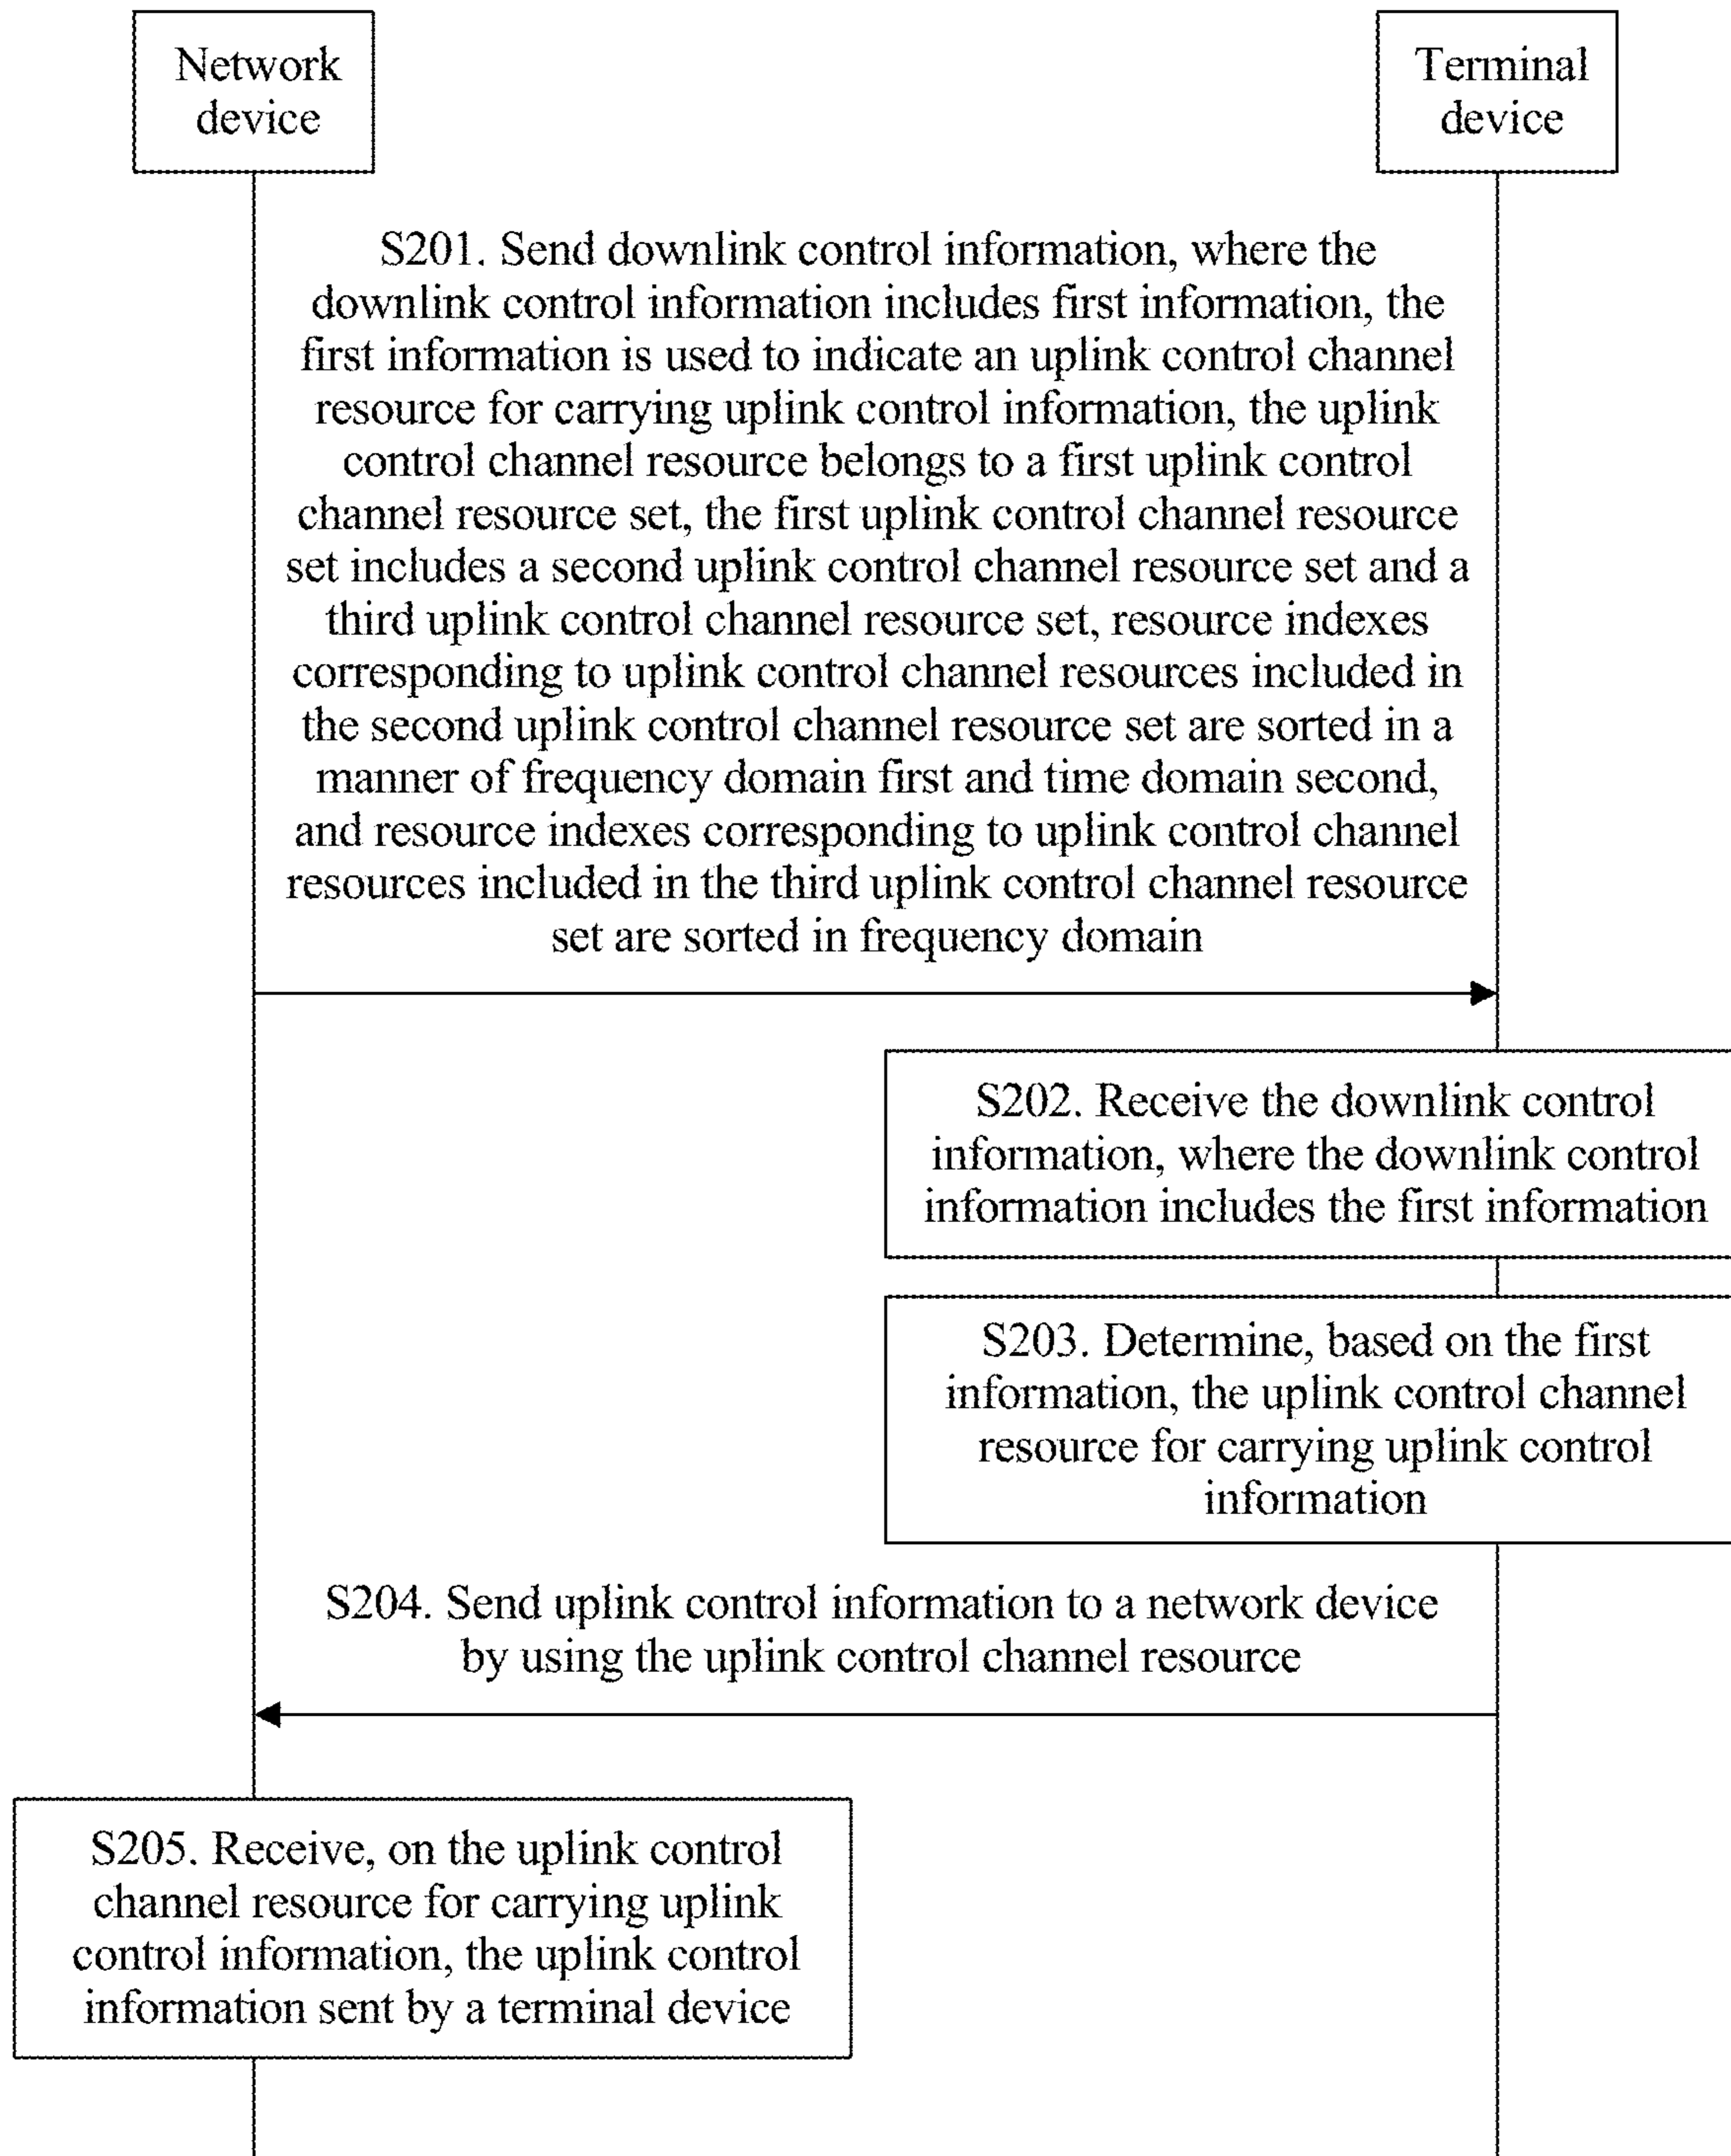 Network
device
Terminal
device
S201. Send downlink control information, where the
downlink control information includes first information, the
first information is used to indicate an uplink control channel
resource for carrying uplink control information, the uplink
control channel resource belongs to a first uplink control
channel resource set, the first uplink control channel resource
set includes a second uplink control channel resource set and a
third uplink control channel resource set, resource indexes
corresponding to uplink control channel resources included in
the second uplink control channel resource set are sorted in a
manner of frequency domain first and time domain second,
and resource indexes corresponding to uplink control channel
resources included in the third uplink control channel resource
set are sorted in frequency domain
S202. Receive the downlink control
information, where the downlink control
information includes the first information
S203. Determine, based on the first
information, the uplink control channel
resource for carrying uplink control
information
S204. Send uplink control information to a network device
by using the uplink control channel resource
S205. Receive, on the uplink control
channel resource for carrying uplink
control information, the uplink control
information sent by a terminal device